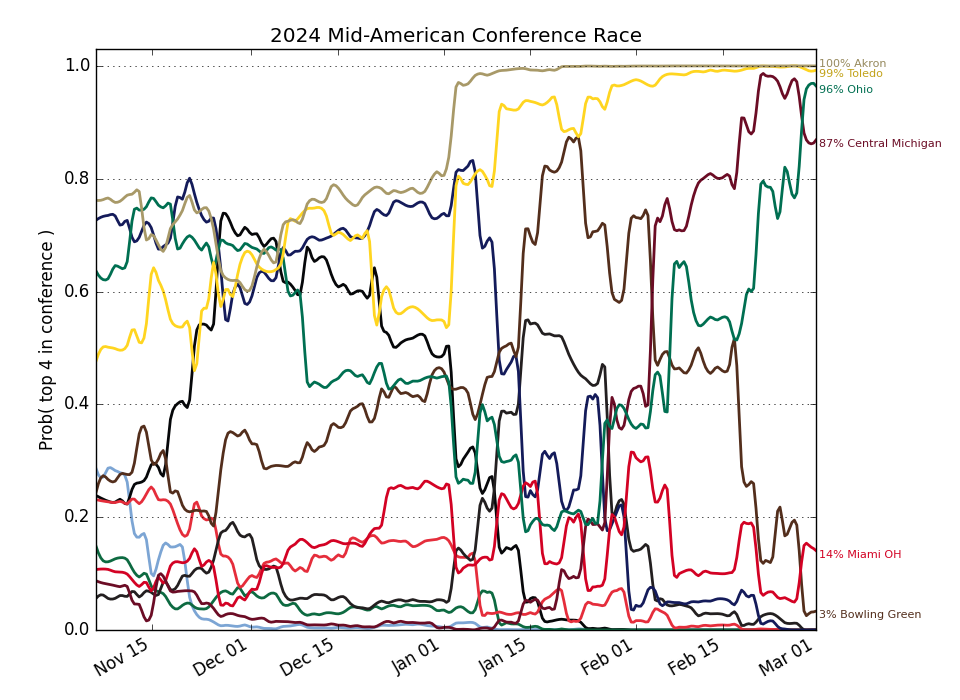 2024 Mid-American Conference Race
Prob( top 4 in conference )
1.0
0.8
0.6
0.4
0.2
0.0
100% Akron
99% Toledo
96% Ohio
87% Central Michigan
14% Miami OH
3% Bowling Green
Nov 15
Dec 01
Dec 15
Jan 01
Jan 15
Feb 01
Feb 15
Mar 01